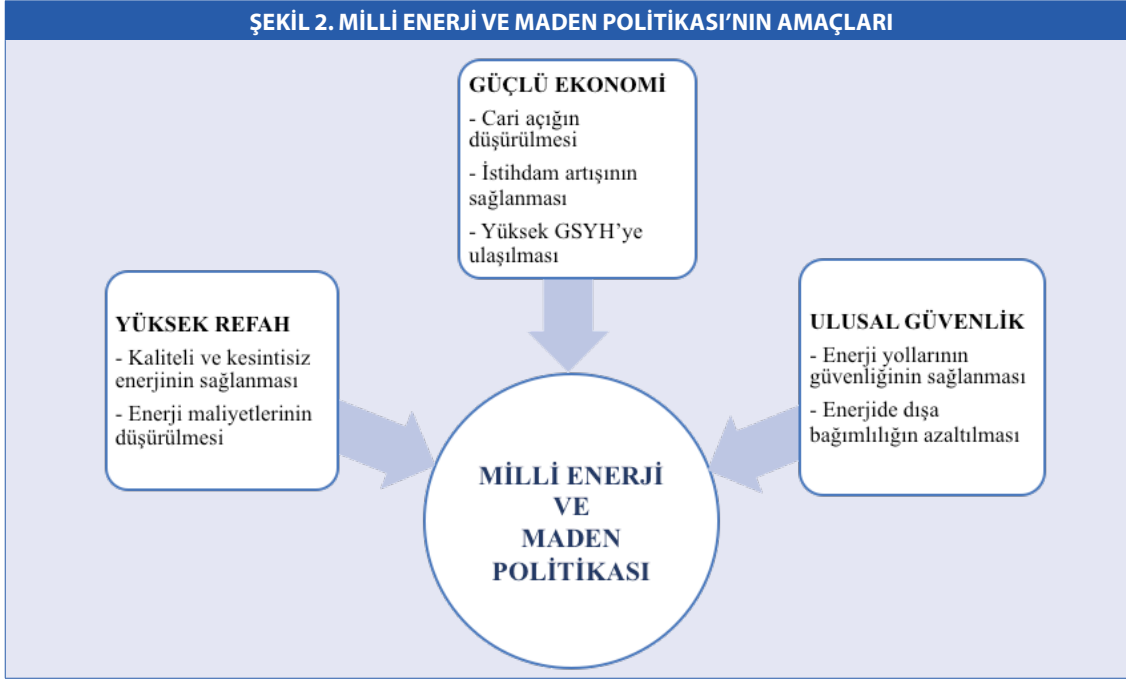 ŞEKİL 2. MİLLİ ENERJİ VE MADEN POLİTİKASI’NIN AMAÇLARI
GÜÇLÜ EKONOMİ
- Cari açığın
düşürülmesi
- İstihdam artışının
sağlanması
- Yüksek GSYH’ye
ulaşılması
YÜKSEK REFAH
- Kaliteli ve kesintisiz
enerjinin sağlanması
- Enerji maliyetlerinin
düşürülmesi
ULUSAL GÜVENLİK
- Enerji yollarının
güvenliğinin sağlanması
- Enerjide dışa
bağımlılığın azaltılması
MİLLİ ENERJİ
VE
MADEN
POLİTİKASI